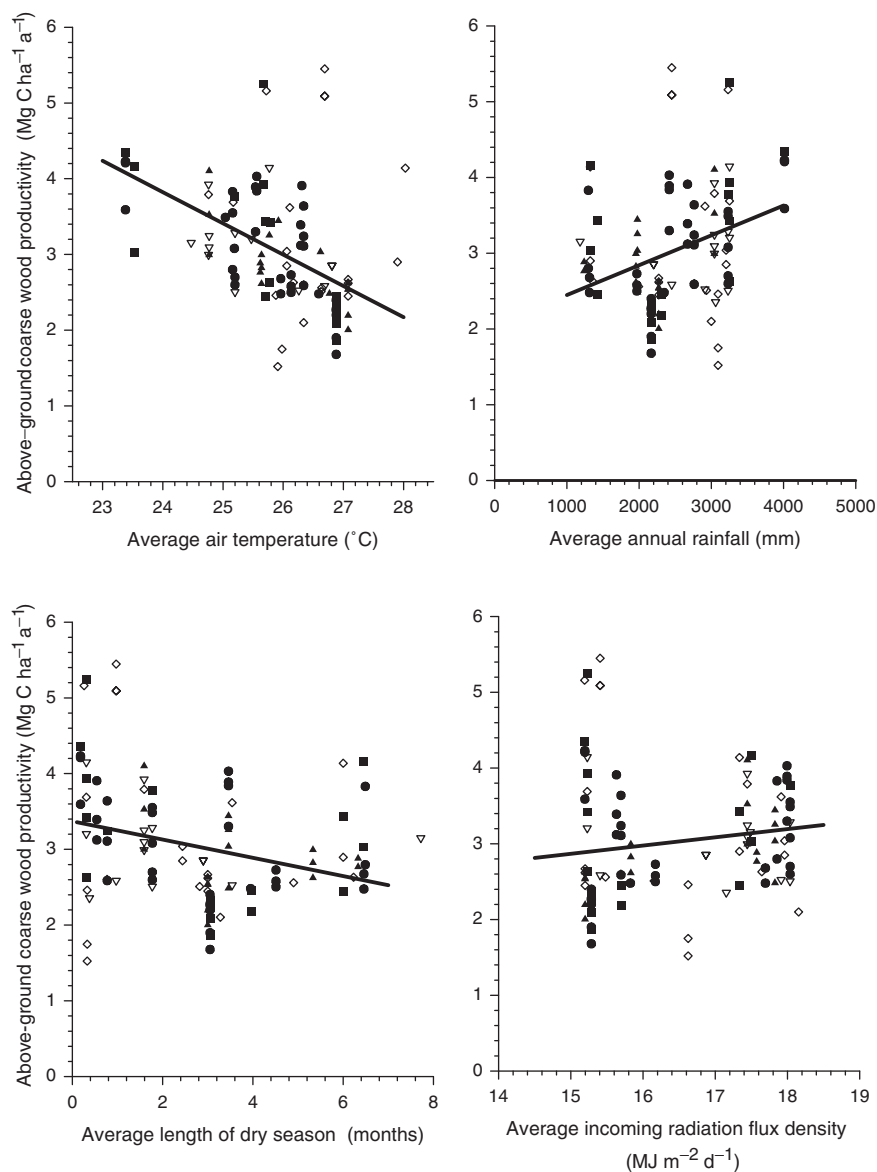 Above–ground coarse wood productivity (Mg C ha⁻¹ a⁻¹)
6
5
4
3
2
1
0
23 24 25 26 27 28
Average air temperature (˚C)
6
5
4
3
2
1
0
0 1000 2000 3000 4000 5000
Average annual rainfall (mm)
Above-ground coarse wood productivity (Mg C ha⁻¹ a⁻¹)
6
5
4
3
2
1
0
0 2 4 6 8
Average length of dry season (months)
6
5
4
3
2
1
0
14 15 16 17 18 19
Average incoming radiation flux density
(MJ m⁻² d⁻¹)